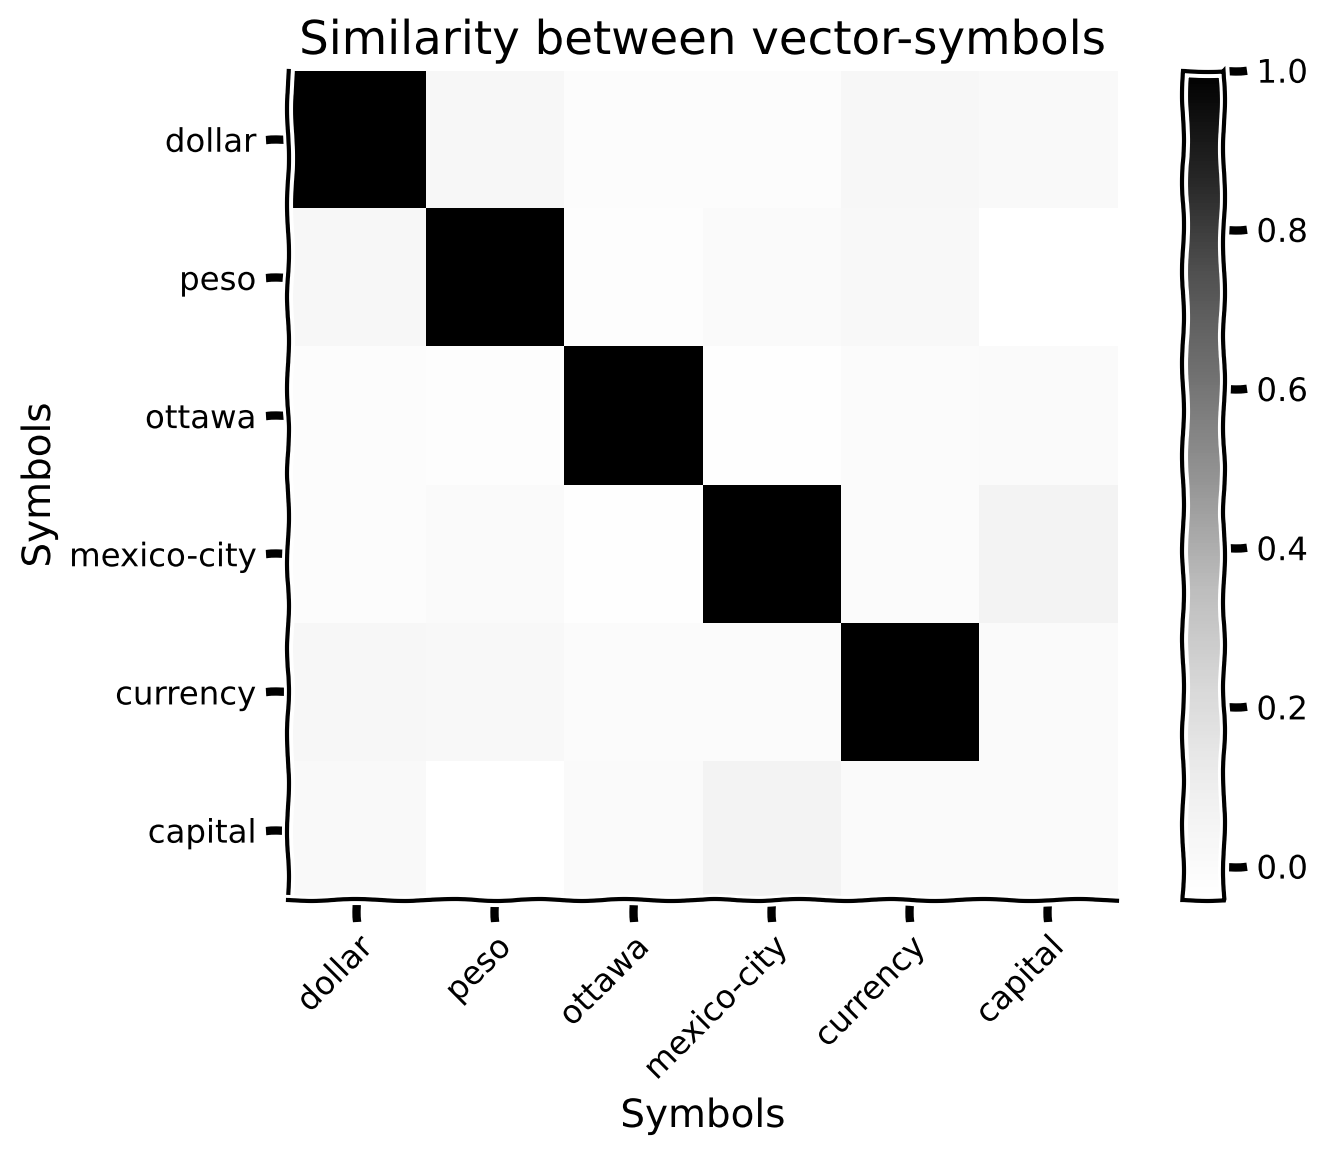 Similarity between vector-symbols
dollar
peso
ottawa
mexico-city
currency
capital
Symbols
dollar
peso
ottawa
mexico-city
currency
capital
Symbols
1.0
0.8
0.6
0.4
0.2
0.0